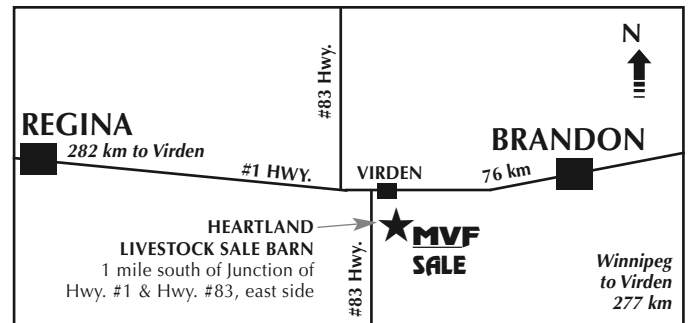 N
#83 Hwy.
REGINA
282 km to Virden
#1 HWY.
VIRDEN
76 km
BRANDON
HEARTLAND
LIVESTOCK SALE BARN
1 mile south of Junction of
Hwy. #1 & Hwy. #83, east side
#83 Hwy.
MVF
SALE
Winnipeg
to Virden
277 km